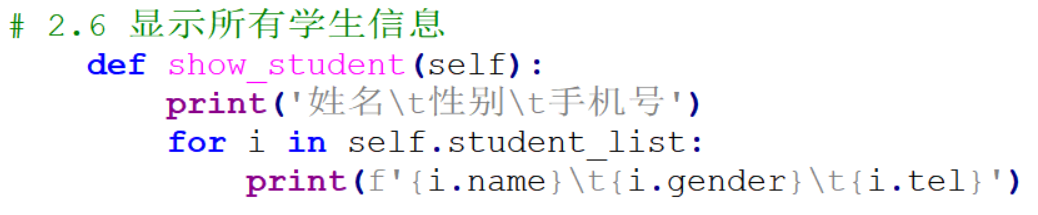 # 2.6 显示所有学生信息
    def show_student(self):
        print('姓名\t性别\t手机号')
        for i in self.student_list:
            print(f'{i.name}\t{i.gender}\t{i.tel}')